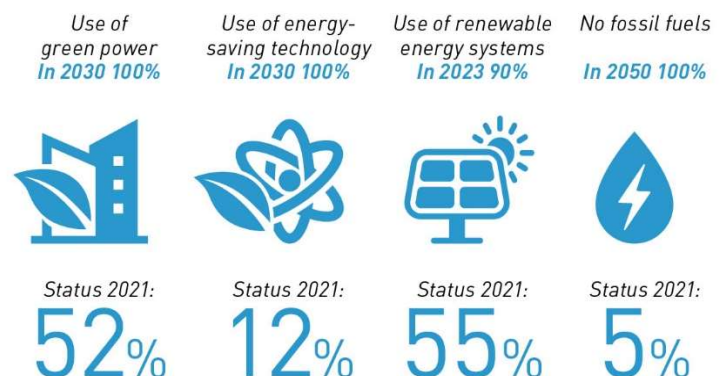 Use of
green power
In 2030 100%
Use of energy-
saving technology
In 2030 100%
Use of renewable
energy systems
In 2023 90%
No fossil fuels
In 2050 100%
Status 2021:
52%
Status 2021:
12%
Status 2021:
55%
Status 2021:
5%